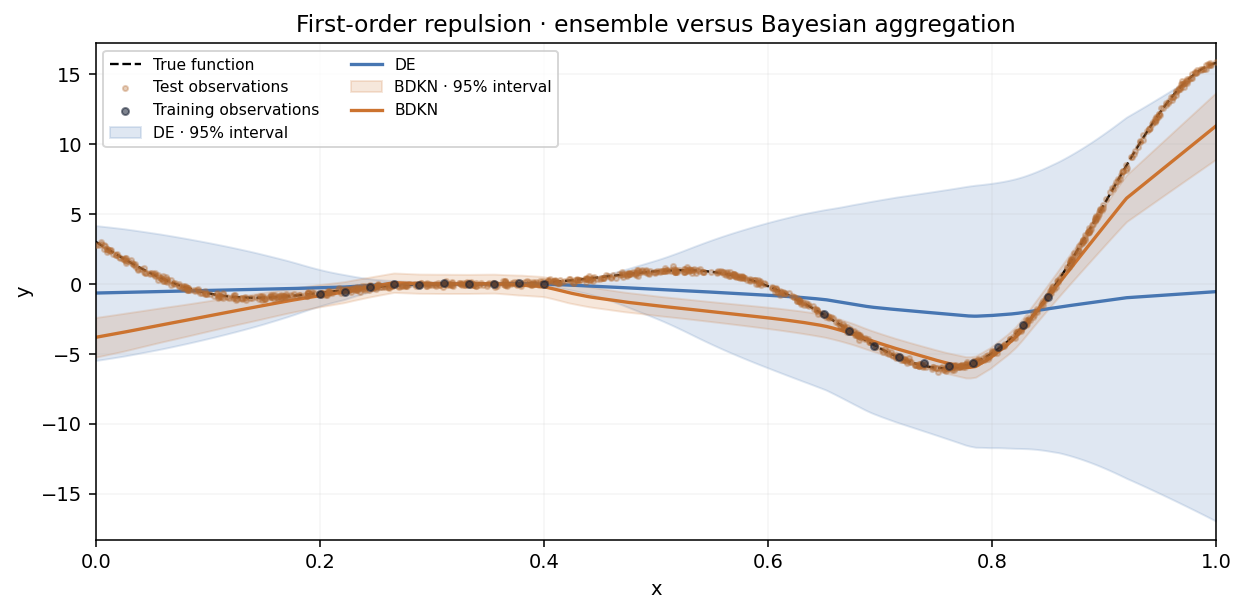 First-order repulsion · ensemble versus Bayesian aggregation
True function
Test observations
Training observations
DE · 95% interval
DE
BDKN · 95% interval
BDKN
15
10
5
0
−5
−10
−15
y
0.0 0.2 0.4 0.6 0.8 1.0
x